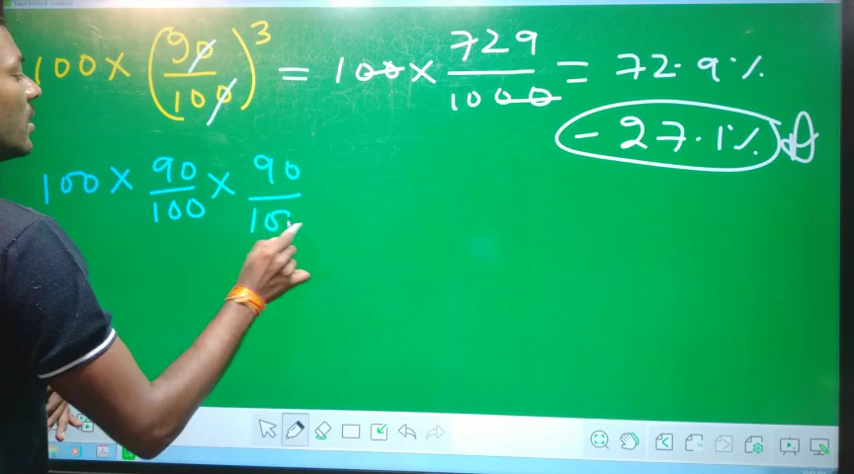 100 × (90/100)³ = 100 × 729/1000 = 72.9%
- 27.1%
100 × 90/100 × 90/100